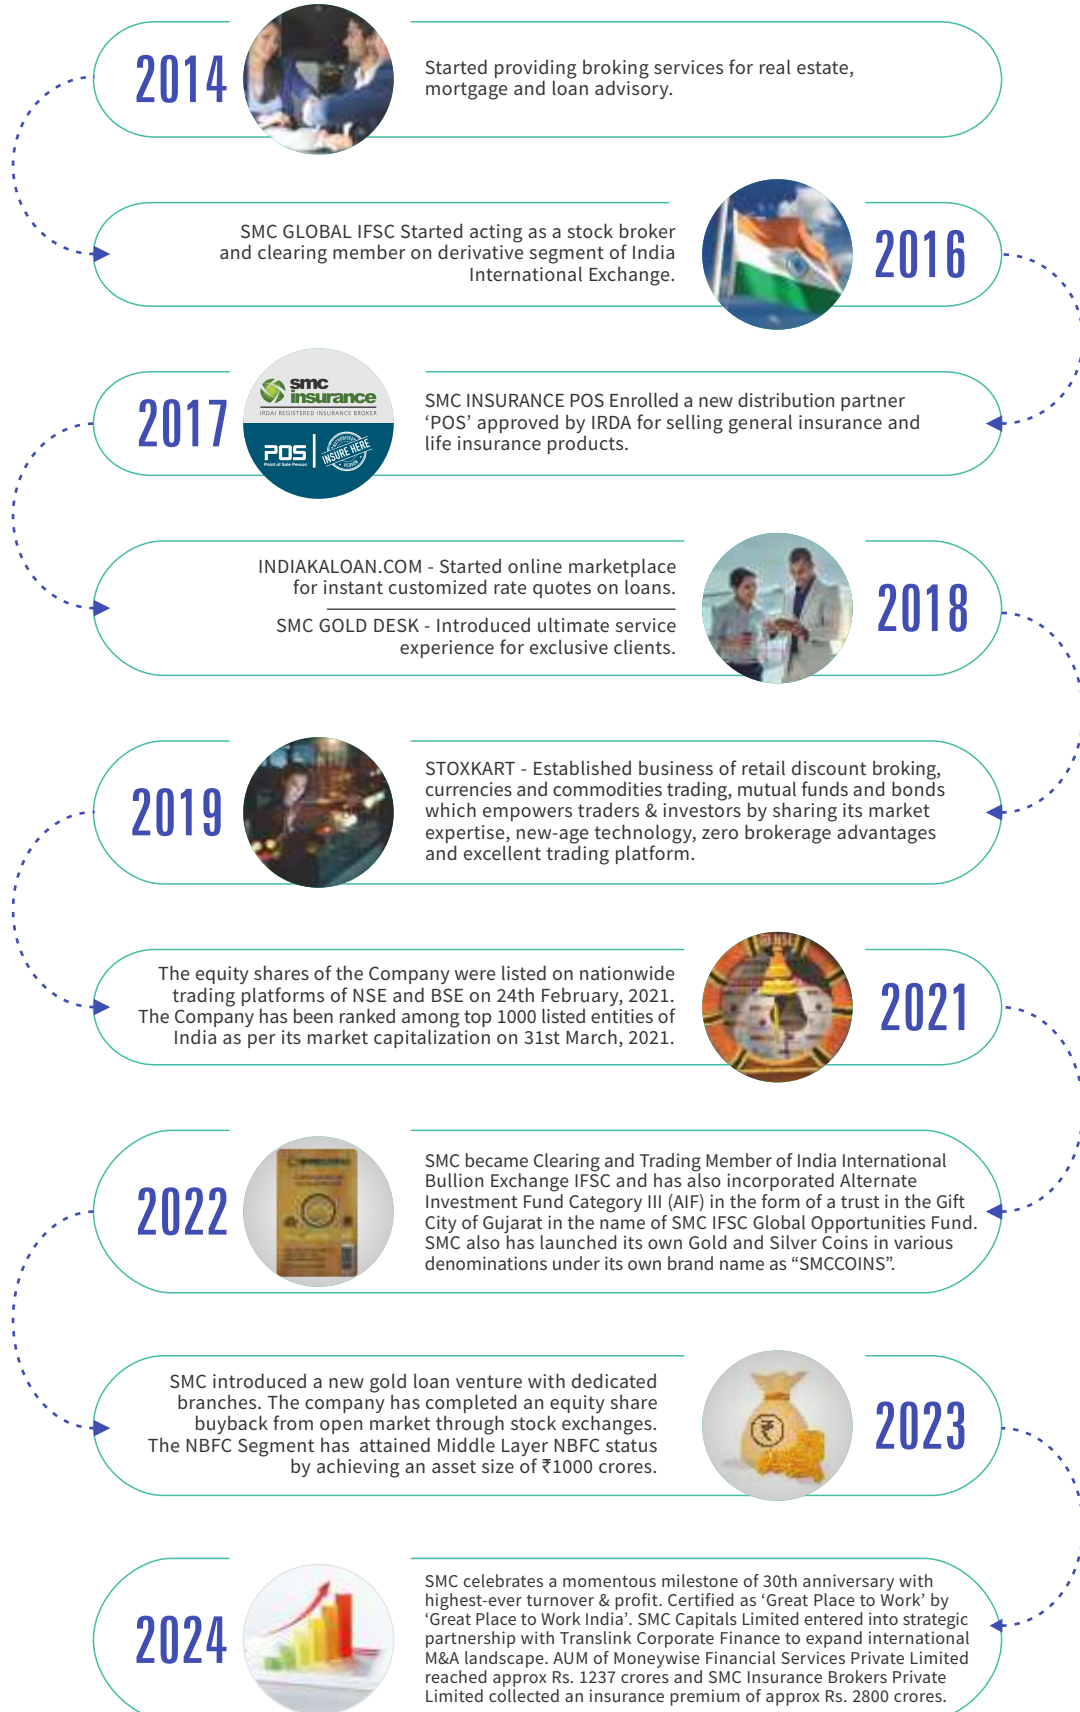 2014
Started providing broking services for real estate,
mortgage and loan advisory.
SMC GLOBAL IFSC Started acting as a stock broker
and clearing member on derivative segment of India
International Exchange.
2016
2017
smc
insurance
IRDAI REGISTERED INSURANCE BROKER
POS
Point of Sale Person
INSURE HERE
PERSON
SMC INSURANCE POS Enrolled a new distribution partner
‘POS’ approved by IRDA for selling general insurance and
life insurance products.
INDIAKALOAN.COM - Started online marketplace
for instant customized rate quotes on loans.
SMC GOLD DESK - Introduced ultimate service
experience for exclusive clients.
2018
2019
STOXKART - Established business of retail discount broking,
currencies and commodities trading, mutual funds and bonds
which empowers traders & investors by sharing its market
expertise, new-age technology, zero brokerage advantages
and excellent trading platform.
The equity shares of the Company were listed on nationwide
trading platforms of NSE and BSE on 24th February, 2021.
The Company has been ranked among top 1000 listed entities of
India as per its market capitalization on 31st March, 2021.
NSE
2021
2022
SMC became Clearing and Trading Member of India International
Bullion Exchange IFSC and has also incorporated Alternate
Investment Fund Category III (AIF) in the form of a trust in the Gift
City of Gujarat in the name of SMC IFSC Global Opportunities Fund.
SMC also has launched its own Gold and Silver Coins in various
denominations under its own brand name as “SMCCOINS”.
SMC introduced a new gold loan venture with dedicated
branches. The company has completed an equity share
buyback from open market through stock exchanges.
The NBFC Segment has attained Middle Layer NBFC status
by achieving an asset size of ₹1000 crores.
₹
2023
2024
SMC celebrates a momentous milestone of 30th anniversary with
highest-ever turnover & profit. Certified as ‘Great Place to Work’ by
‘Great Place to Work India’. SMC Capitals Limited entered into strategic
partnership with Translink Corporate Finance to expand international
M&A landscape. AUM of Moneywise Financial Services Private Limited
reached approx Rs. 1237 crores and SMC Insurance Brokers Private
Limited collected an insurance premium of approx Rs. 2800 crores.